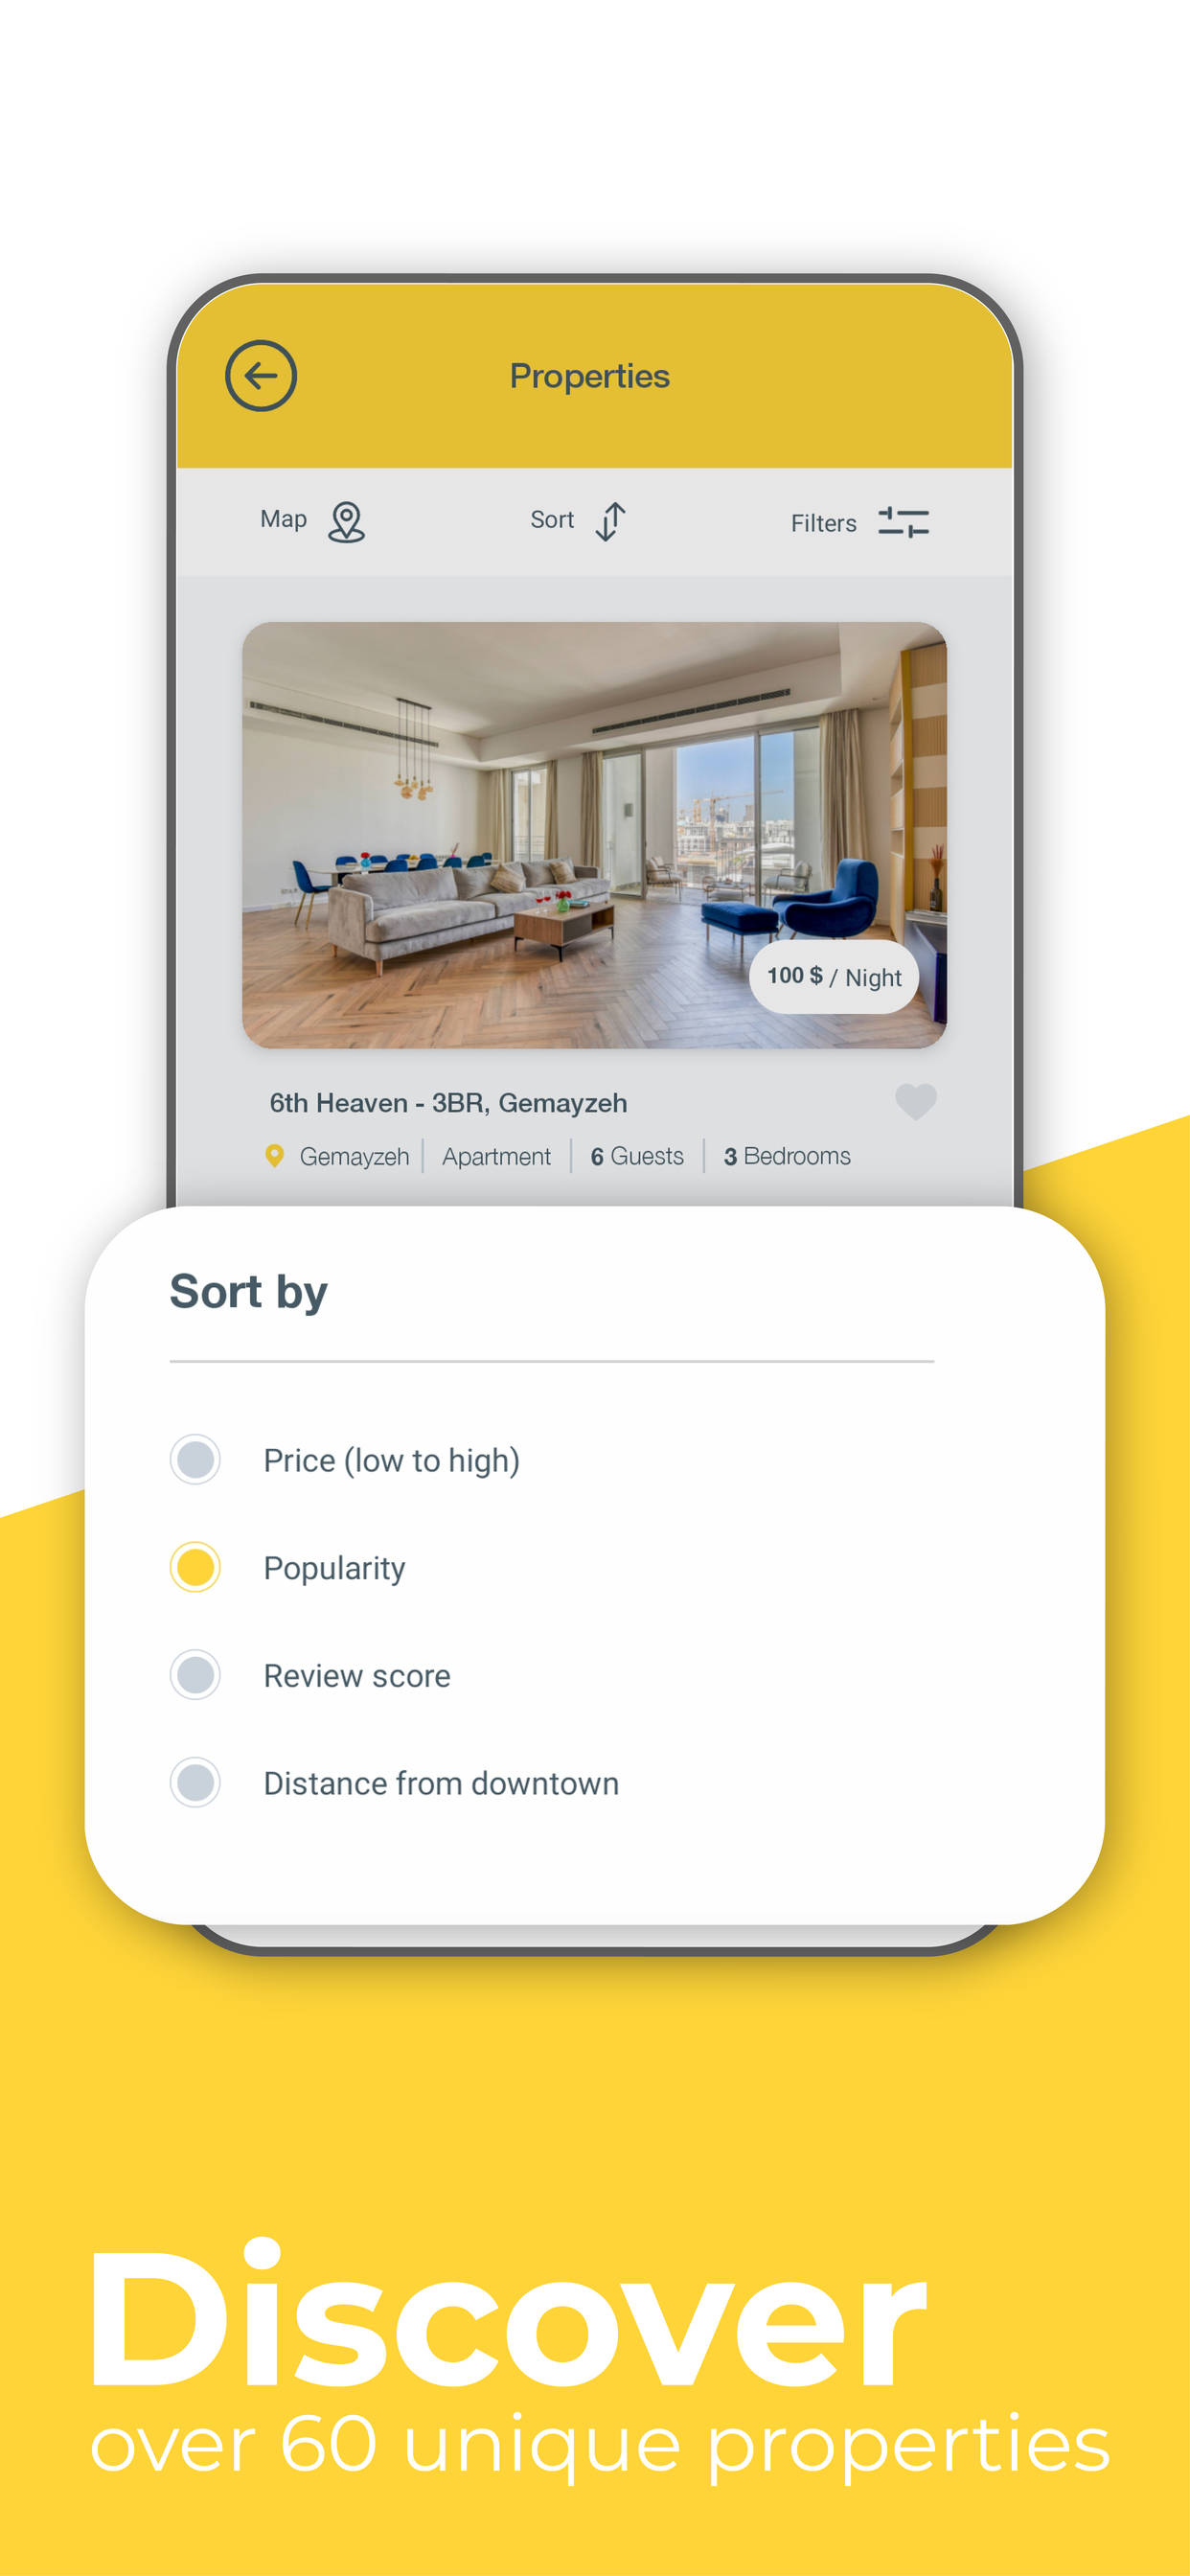 Properties
Map Sort Filters
100 $ / Night
6th Heaven - 3BR, Gemayzeh
Gemayzeh Apartment 6 Guests 3 Bedrooms
Sort by
Price (low to high)
Popularity
Review score
Distance from downtown
Discover
over 60 unique properties